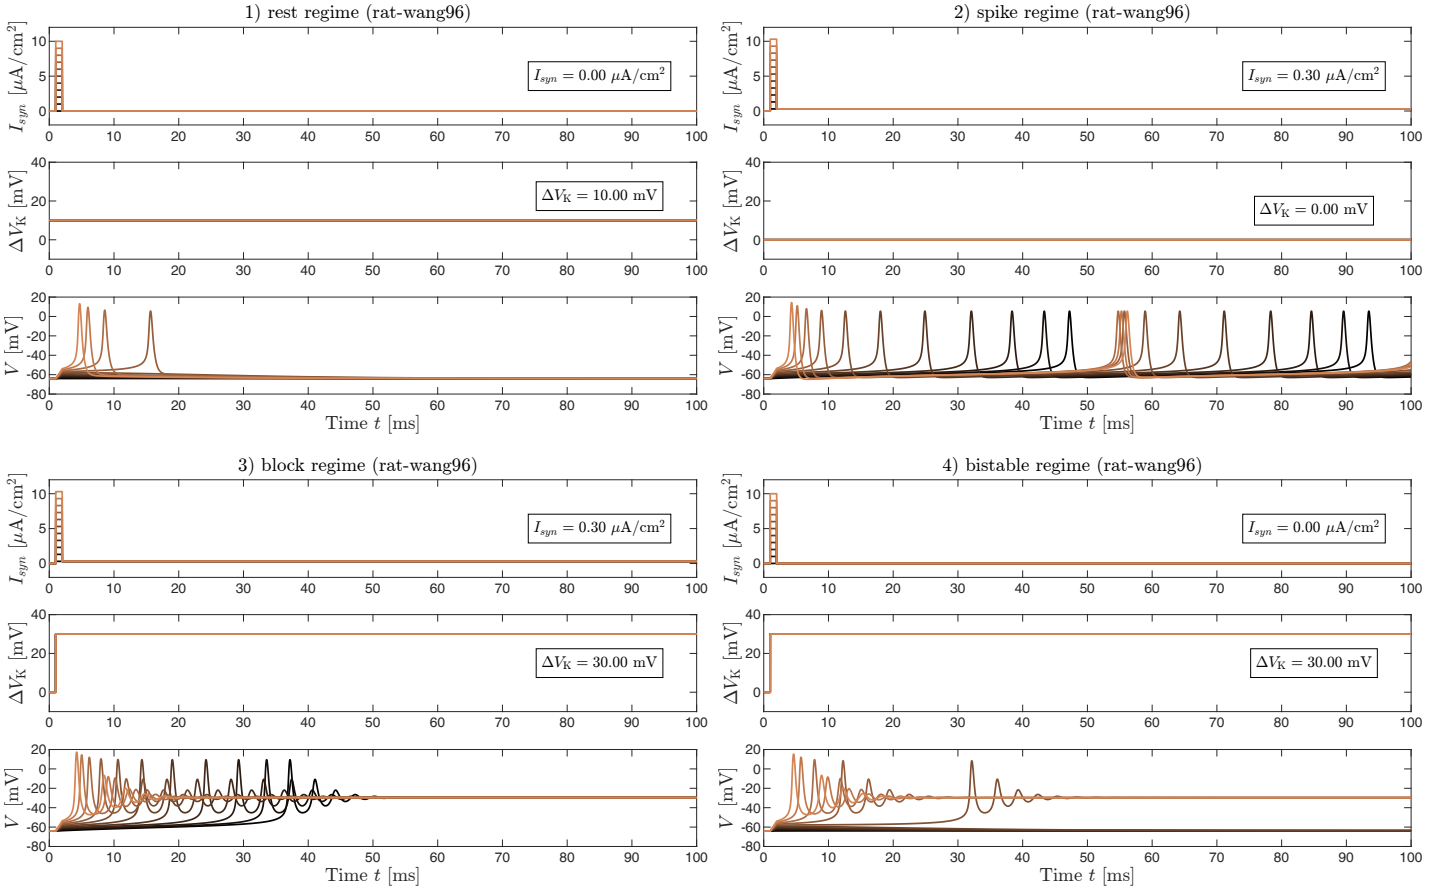 1) rest regime (rat-wang96)
I_syn [μA/cm²]
10
5
0
I_syn = 0.00 μA/cm²
0 10 20 30 40 50 60 70 80 90 100
ΔV_K [mV]
40
20
0
ΔV_K = 10.00 mV
0 10 20 30 40 50 60 70 80 90 100
V [mV]
20
0
-20
-40
-60
-80
0 10 20 30 40 50 60 70 80 90 100
Time t [ms]
2) spike regime (rat-wang96)
I_syn [μA/cm²]
10
5
0
I_syn = 0.30 μA/cm²
0 10 20 30 40 50 60 70 80 90 100
ΔV_K [mV]
40
20
0
ΔV_K = 0.00 mV
0 10 20 30 40 50 60 70 80 90 100
V [mV]
20
0
-20
-40
-60
-80
0 10 20 30 40 50 60 70 80 90 100
Time t [ms]
3) block regime (rat-wang96)
I_syn [μA/cm²]
10
5
0
I_syn = 0.30 μA/cm²
0 10 20 30 40 50 60 70 80 90 100
ΔV_K [mV]
40
20
0
ΔV_K = 30.00 mV
0 10 20 30 40 50 60 70 80 90 100
V [mV]
20
0
-20
-40
-60
-80
0 10 20 30 40 50 60 70 80 90 100
Time t [ms]
4) bistable regime (rat-wang96)
I_syn [μA/cm²]
10
5
0
I_syn = 0.00 μA/cm²
0 10 20 30 40 50 60 70 80 90 100
ΔV_K [mV]
40
20
0
ΔV_K = 30.00 mV
0 10 20 30 40 50 60 70 80 90 100
V [mV]
20
0
-20
-40
-60
-80
0 10 20 30 40 50 60 70 80 90 100
Time t [ms]